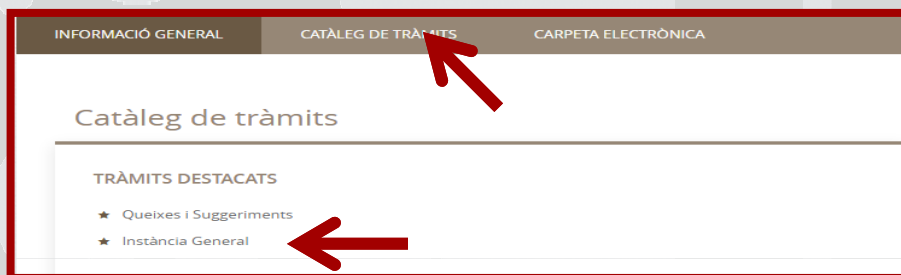 INFORMACIÓ GENERAL CATÀLEG DE TRÀMITS CARPETA ELECTRÒNICA
Catàleg de tràmits
TRÀMITS DESTACATS
Queixes i Suggeriments
Instància General